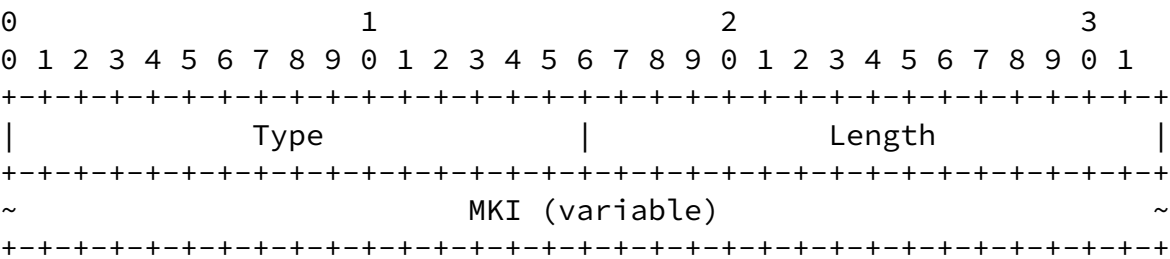 0                   1                   2                   3
0 1 2 3 4 5 6 7 8 9 0 1 2 3 4 5 6 7 8 9 0 1 2 3 4 5 6 7 8 9 0 1
+-+-+-+-+-+-+-+-+-+-+-+-+-+-+-+-+-+-+-+-+-+-+-+-+-+-+-+-+-+-+-+-+
|             Type              |             Length            |
+-+-+-+-+-+-+-+-+-+-+-+-+-+-+-+-+-+-+-+-+-+-+-+-+-+-+-+-+-+-+-+-+
~                         MKI (variable)                        ~
+-+-+-+-+-+-+-+-+-+-+-+-+-+-+-+-+-+-+-+-+-+-+-+-+-+-+-+-+-+-+-+-+